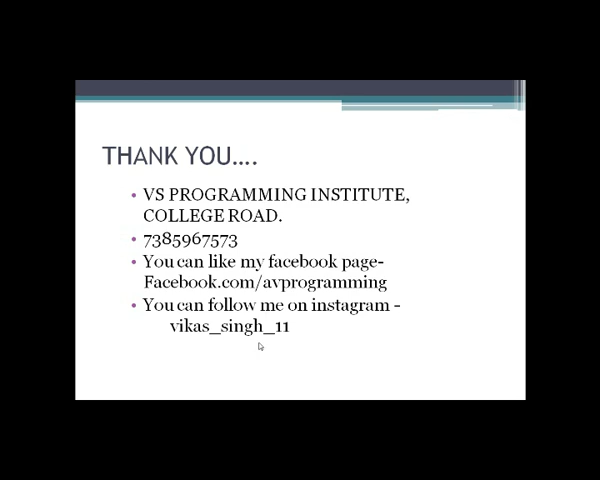 THANK YOU....
• VS PROGRAMMING INSTITUTE,
COLLEGE ROAD.
• 7385967573
• You can like my facebook page-
Facebook.com/avprogramming
• You can follow me on instagram -
vikas_singh_11